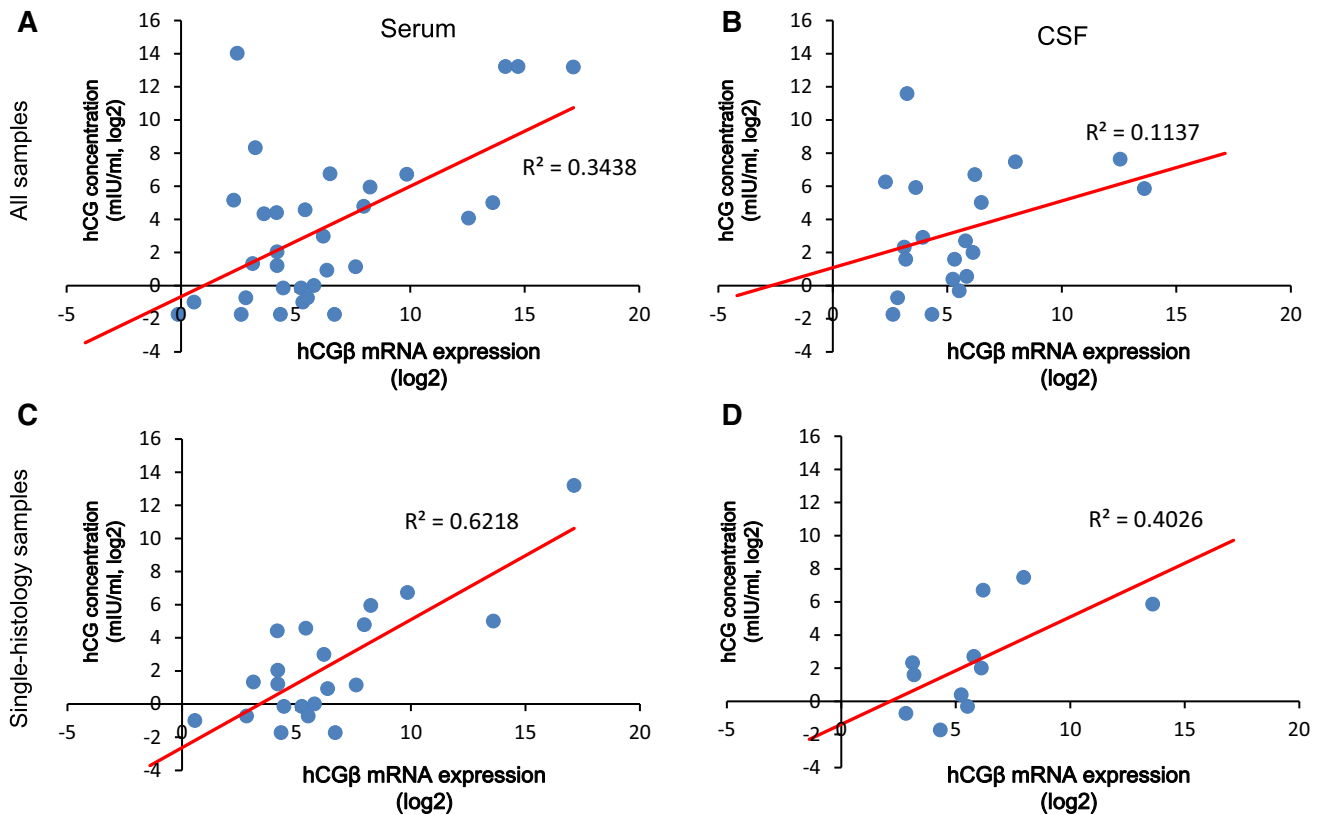 A
Serum
All samples
hCG concentration
(mIU/ml, log2)
16
14
12
10
8
6
4
2
0
-2
-4
-5
0
5
10
15
20
R² = 0.3438
hCGβ mRNA expression
(log2)
B
CSF
hCG concentration
(mIU/ml, log2)
16
14
12
10
8
6
4
2
0
-2
-4
-5
0
5
10
15
20
R² = 0.1137
hCGβ mRNA expression
(log2)
C
Single-histology samples
hCG concentration
(mIU/ml, log2)
16
14
12
10
8
6
4
2
0
-2
-4
-5
0
5
10
15
20
R² = 0.6218
hCGβ mRNA expression
(log2)
D
hCG concentration
(mIU/ml, log2)
16
14
12
10
8
6
4
2
0
-2
-4
-5
0
5
10
15
20
R² = 0.4026
hCGβ mRNA expression
(log2)